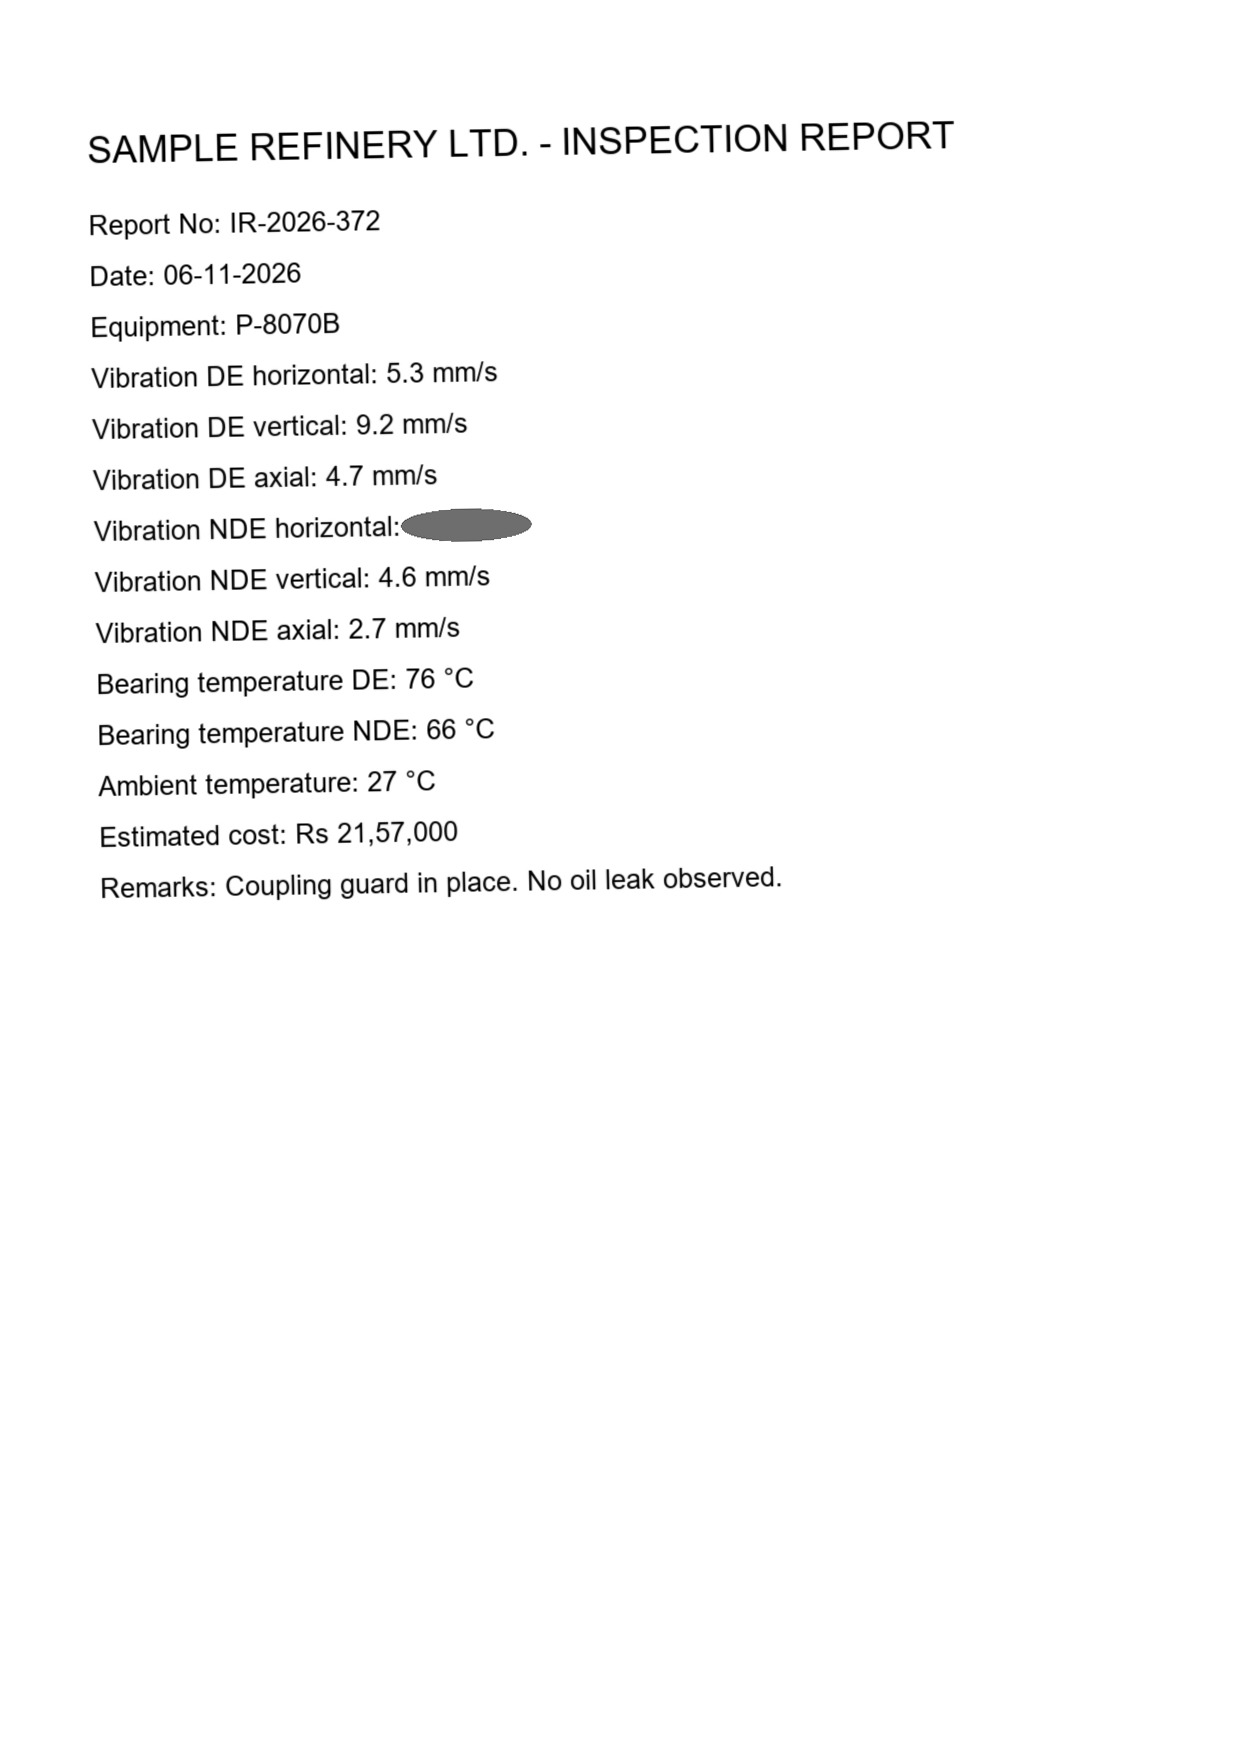 SAMPLE REFINERY LTD. - INSPECTION REPORT
Report No: IR-2026-372
Date: 06-11-2026
Equipment: P-8070B
Vibration DE horizontal: 5.3 mm/s
Vibration DE vertical: 9.2 mm/s
Vibration DE axial: 4.7 mm/s
Vibration NDE horizontal:
Vibration NDE vertical: 4.6 mm/s
Vibration NDE axial: 2.7 mm/s
Bearing temperature DE: 76 °C
Bearing temperature NDE: 66 °C
Ambient temperature: 27 °C
Estimated cost: Rs 21,57,000
Remarks: Coupling guard in place. No oil leak observed.